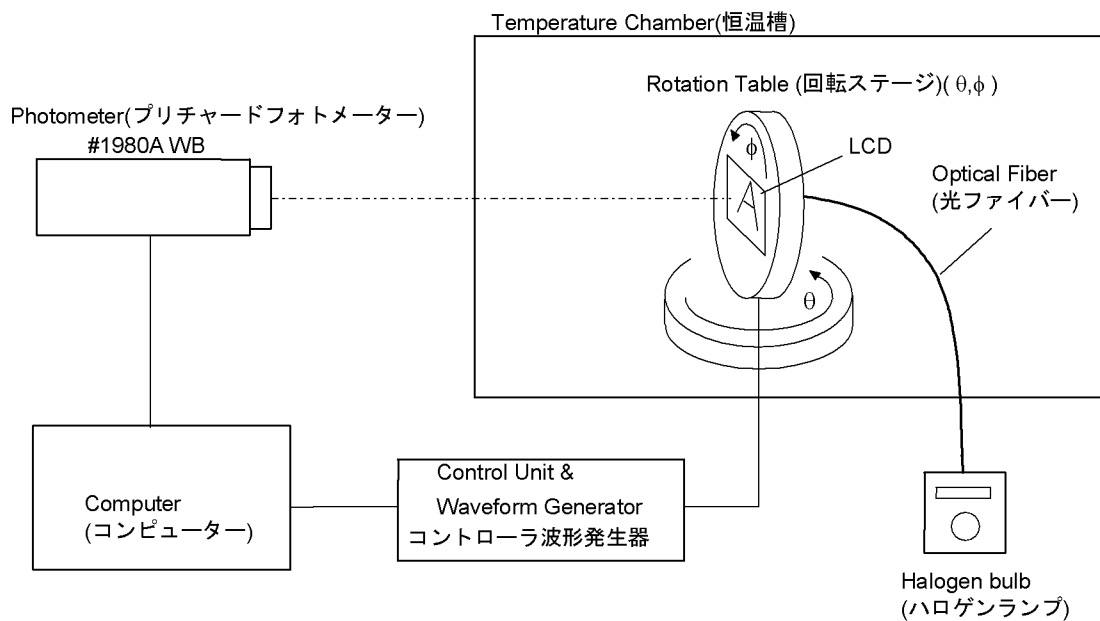 Temperature Chamber(恒温槽)
Rotation Table (回転ステージ)( θ,ϕ )
Photometer(プリチャードフォトメーター)
#1980A WB
ϕ
LCD
A
Optical Fiber
(光ファイバー)
θ
Computer
(コンピューター)
Control Unit &
Waveform Generator
コントローラ波形発生器
Halogen bulb
(ハロゲンランプ)